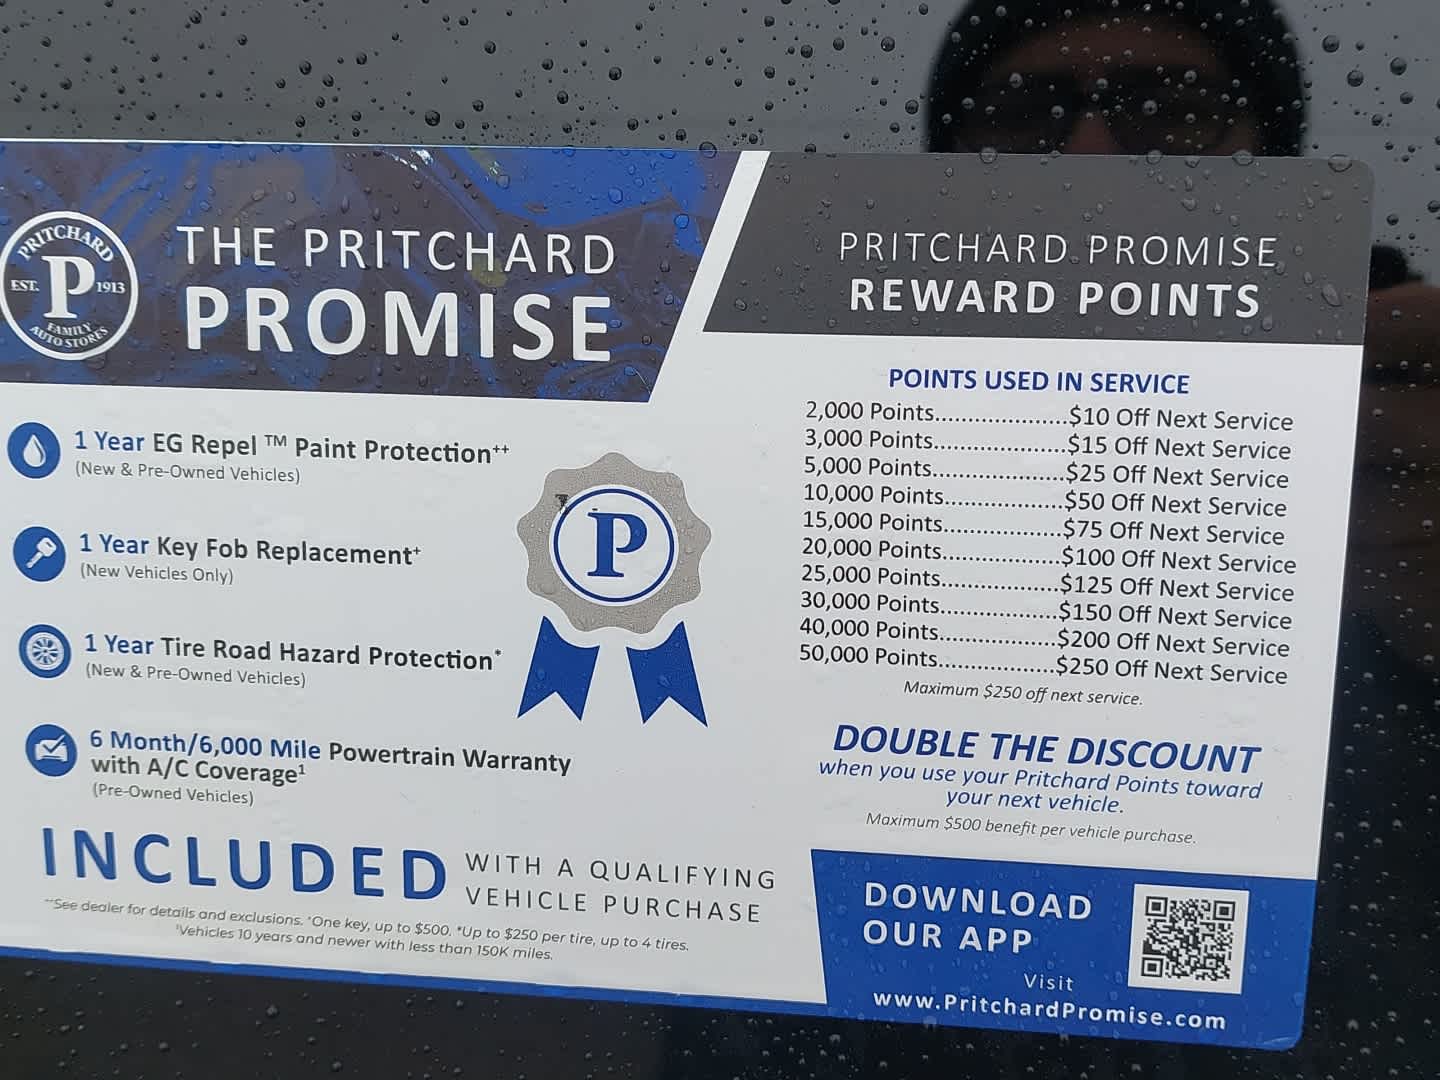 PRITCHARD
EST. P 1913
FAMILY
AUTO STORES
THE PRITCHARD
PROMISE
1 Year EG Repel ™ Paint Protection⁺⁺
(New & Pre-Owned Vehicles)
1 Year Key Fob Replacement⁺
(New Vehicles Only)
1 Year Tire Road Hazard Protection*
(New & Pre-Owned Vehicles)
6 Month/6,000 Mile Powertrain Warranty
with A/C Coverage¹
(Pre-Owned Vehicles)
P
INCLUDED WITH A QUALIFYING
VEHICLE PURCHASE
⁺⁺See dealer for details and exclusions. ⁺One key, up to $500. *Up to $250 per tire, up to 4 tires.
¹Vehicles 10 years and newer with less than 150K miles.
PRITCHARD PROMISE
REWARD POINTS
POINTS USED IN SERVICE
2,000 Points....................$10 Off Next Service
3,000 Points....................$15 Off Next Service
5,000 Points....................$25 Off Next Service
10,000 Points..................$50 Off Next Service
15,000 Points..................$75 Off Next Service
20,000 Points..................$100 Off Next Service
25,000 Points..................$125 Off Next Service
30,000 Points..................$150 Off Next Service
40,000 Points..................$200 Off Next Service
50,000 Points..................$250 Off Next Service
Maximum $250 off next service.
DOUBLE THE DISCOUNT
when you use your Pritchard Points toward
your next vehicle.
Maximum $500 benefit per vehicle purchase.
DOWNLOAD
OUR APP
Visit
www.PritchardPromise.com